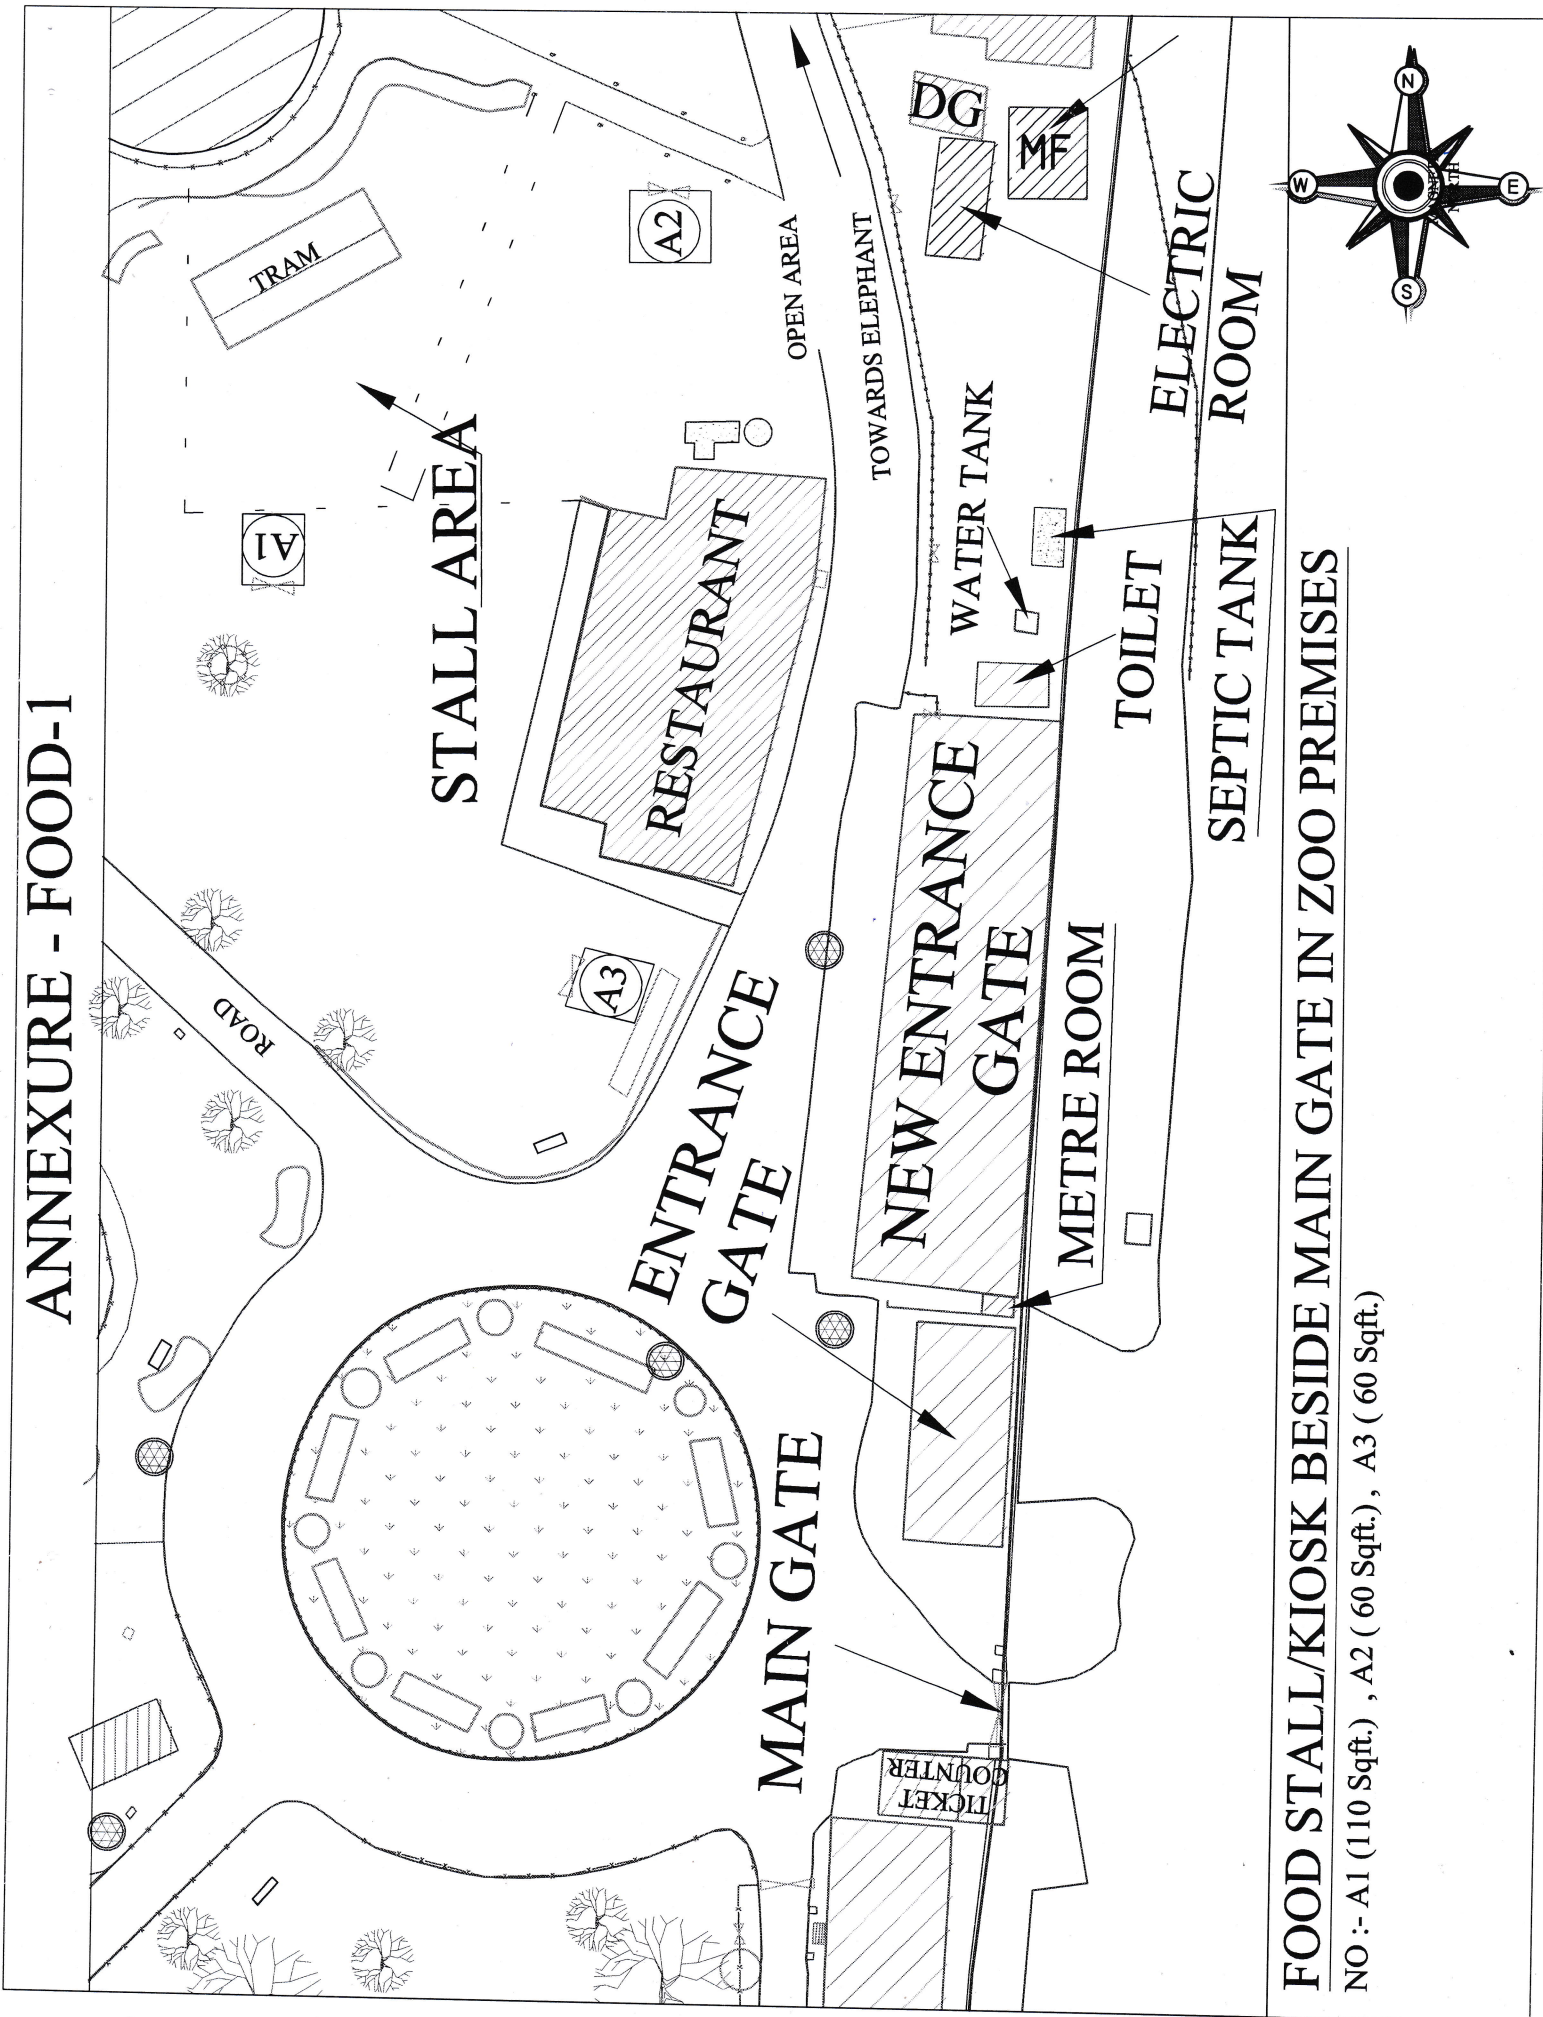 ANNEXURE - FOOD-1
TRAM
A1
A2
STALL AREA
OPEN AREA
TOWARDS ELEPHANT
DG
MF
ELECTRIC
ROOM
RESTAURANT
WATER TANK
TOILET
SEPTIC TANK
ROAD
A3
ENTRANCE
GATE
NEW ENTRANCE
GATE
METRE ROOM
MAIN GATE
TICKET
COUNTER
N
W
E
S
NORTH
FOOD STALL/KIOSK BESIDE MAIN GATE IN ZOO PREMISES
NO :- A1 (110 Sqft.) , A2 ( 60 Sqft.) , A3 ( 60 Sqft.)